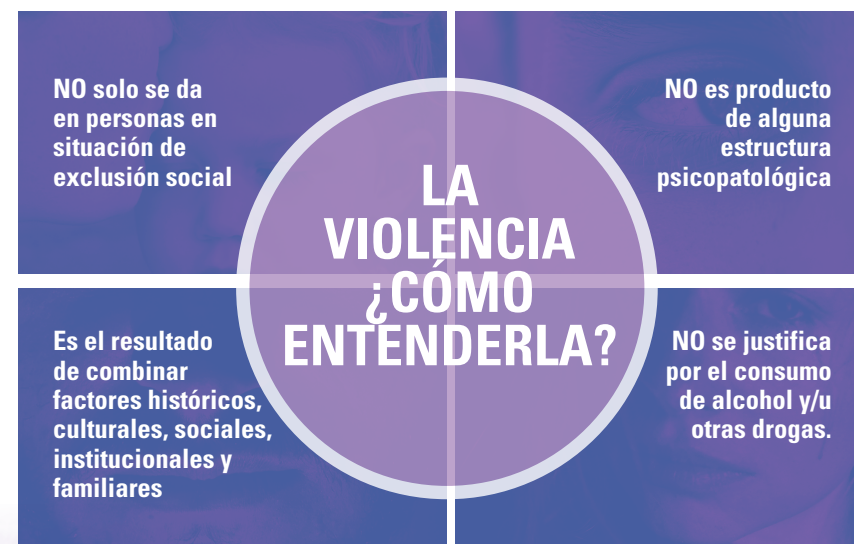 NO solo se da
en personas en
situación de
exclusión social
NO es producto
de alguna
estructura
psicopatológica
LA
VIOLENCIA
¿CÓMO
ENTENDERLA?
Es el resultado
de combinar
factores históricos,
culturales, sociales,
institucionales y
familiares
NO se justifica
por el consumo
de alcohol y/u
otras drogas.